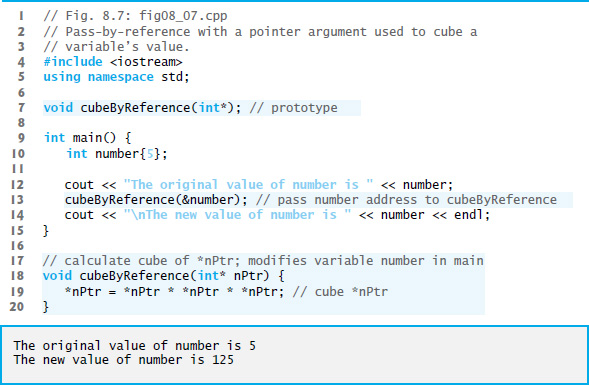 1 // Fig. 8.7: fig08_07.cpp
2 // Pass-by-reference with a pointer argument used to cube a
3 // variable’s value.
4 #include <iostream>
5 using namespace std;
6
7 void cubeByReference(int*); // prototype
8
9 int main() {
10 int number{5};
11
12 cout << "The original value of number is " << number;
13 cubeByReference(&number); // pass number address to cubeByReference
14 cout << "\nThe new value of number is " << number << endl;
15 }
16
17 // calculate cube of *nPtr; modifies variable number in main
18 void cubeByReference(int* nPtr) {
19 *nPtr = *nPtr * *nPtr * *nPtr; // cube *nPtr
20 }
The original value of number is 5
The new value of number is 125